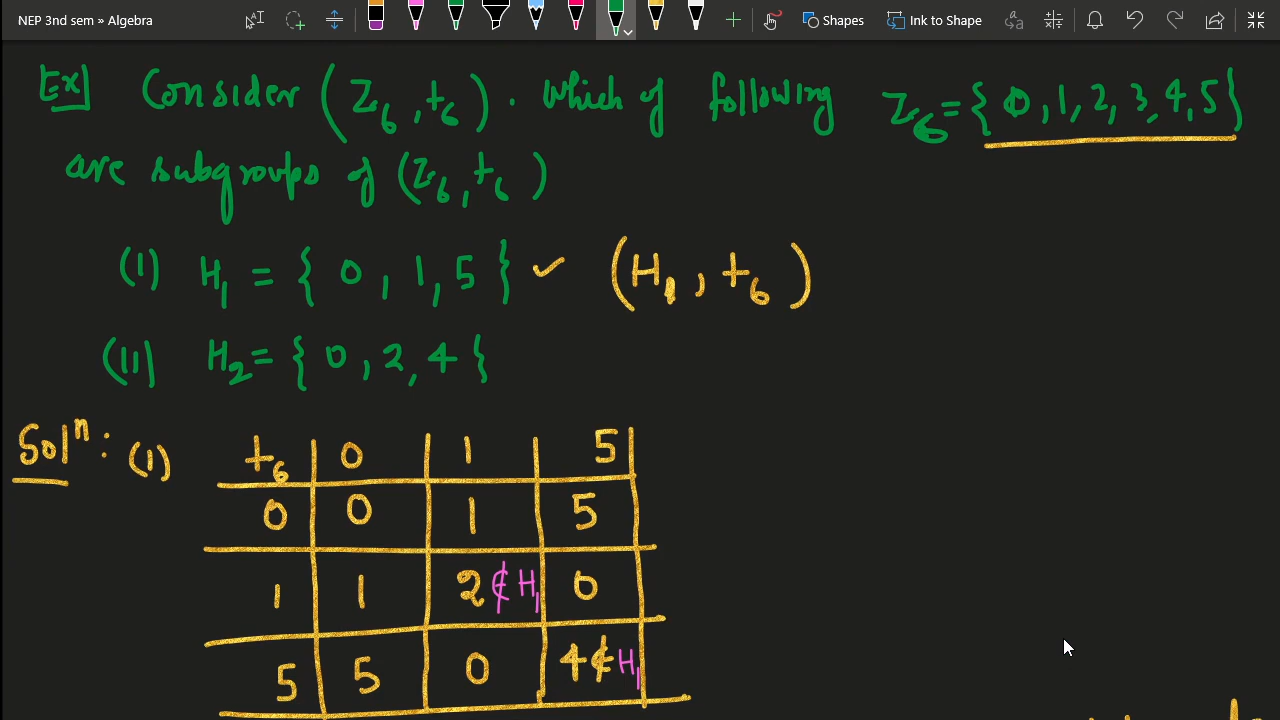 NEP 3nd sem » Algebra
Shapes
Ink to Shape
Ex] Consider (Z₆, +₆). Which of following Z₆ = { 0, 1, 2, 3, 4, 5 }
are subgroups of (Z₆, +₆)
(I) H₁ = { 0, 1, 5 } ✓ (H₁, +₆)
(II) H₂ = { 0, 2, 4 }
Solⁿ: (1)
+₆ 0 1 5
0 0 1 5
1 1 2 ∉ H₁ 0
5 5 0 4 ∉ H₁